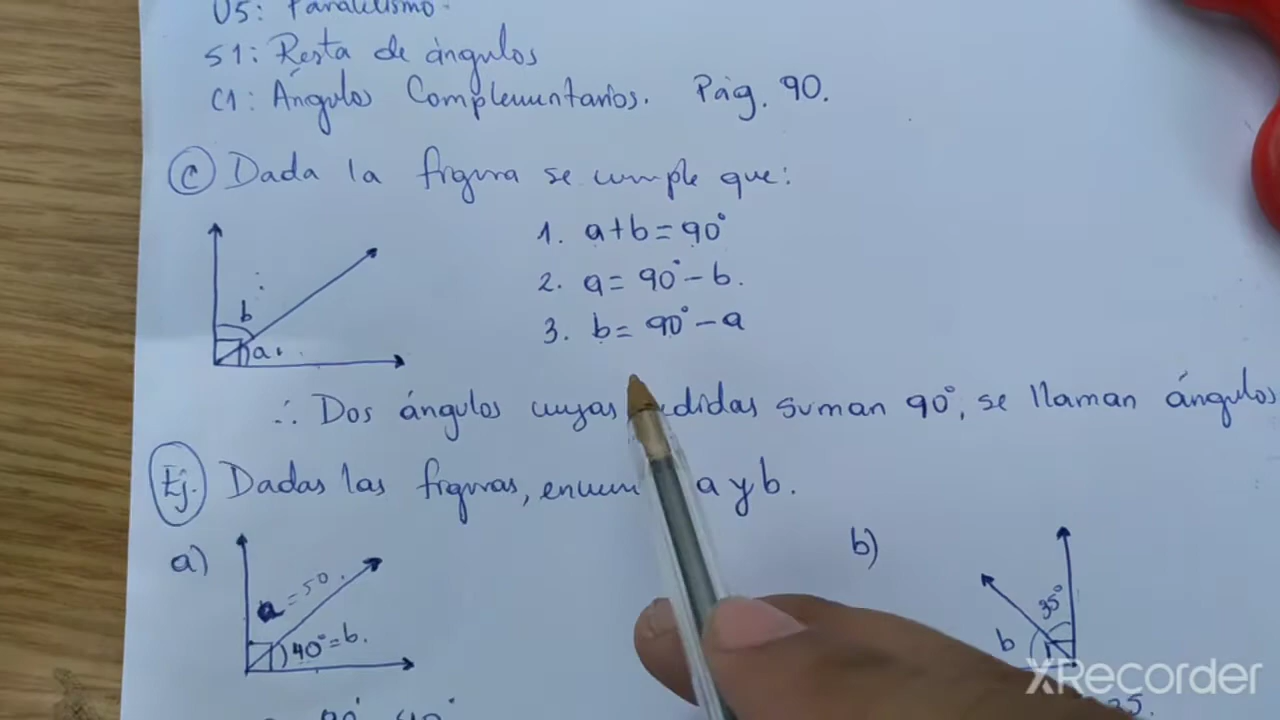 U5: Paralelismo.
S1: Resta de ángulos
C1: Ángulos Complementarios. Pág. 90.
C Dada la figura se cumple que:
1. a+b=90°
2. a=90°-b.
3. b=90°-a
b
a
∴ Dos ángulos cuyas medidas suman 90°, se llaman ángulos
Ej. Dadas las figuras, a y b.
a) a=50.
40°=b.
b) 35°
b
XRecorder